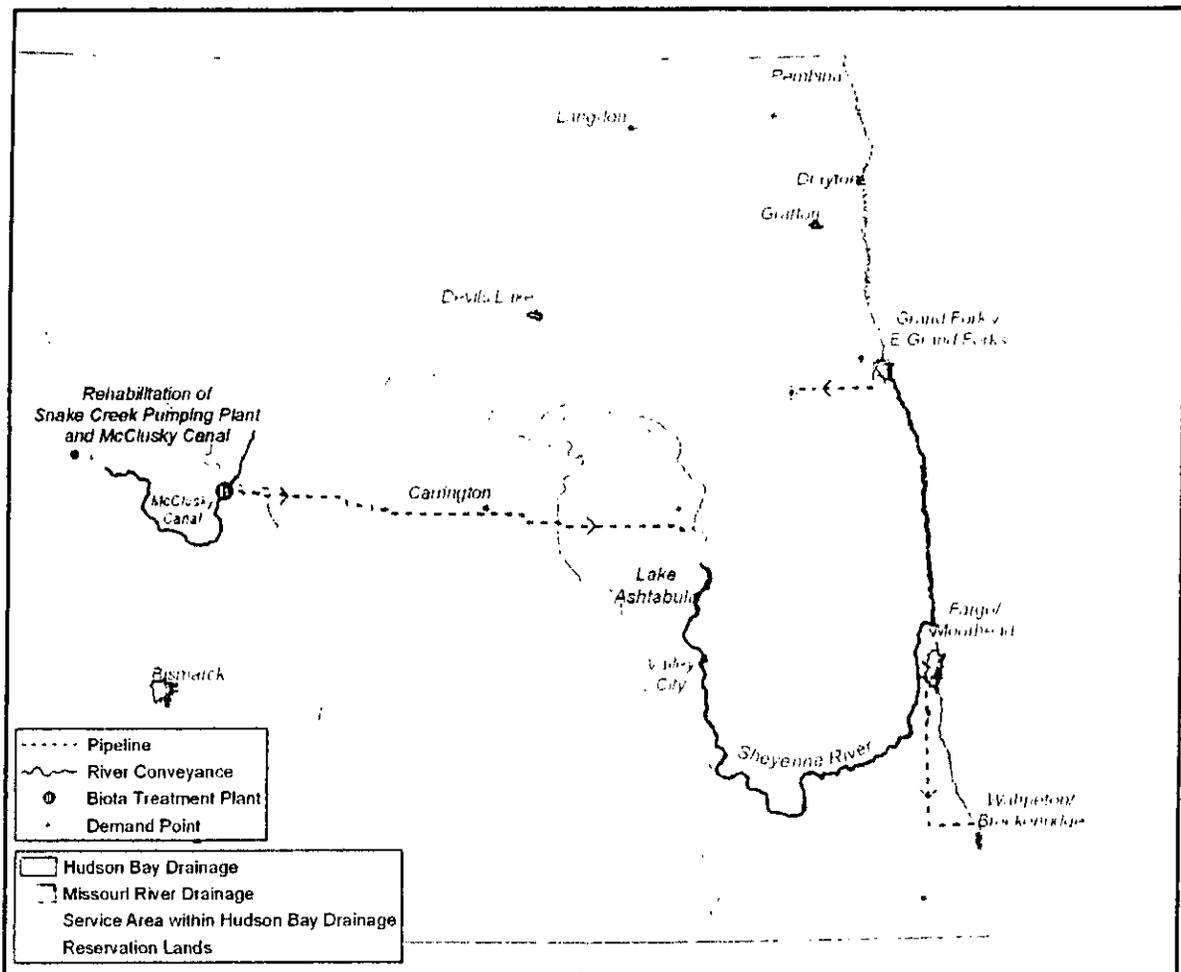 Pembina
Langdon
Drayton
Grafton
Devils Lake
Grand Forks
E Grand Forks
Rehabilitation of
Snake Creek Pumping Plant
and McClusky Canal
McClusky
Canal
Carrington
Lake
Ashtabula
Fargo/
Moorhead
Valley
City
Bismarck
Sheyenne River
Wahpeton/
Breckenridge
Pipeline
River Conveyance
Biota Treatment Plant
Demand Point
Hudson Bay Drainage
Missouri River Drainage
Service Area within Hudson Bay Drainage
Reservation Lands